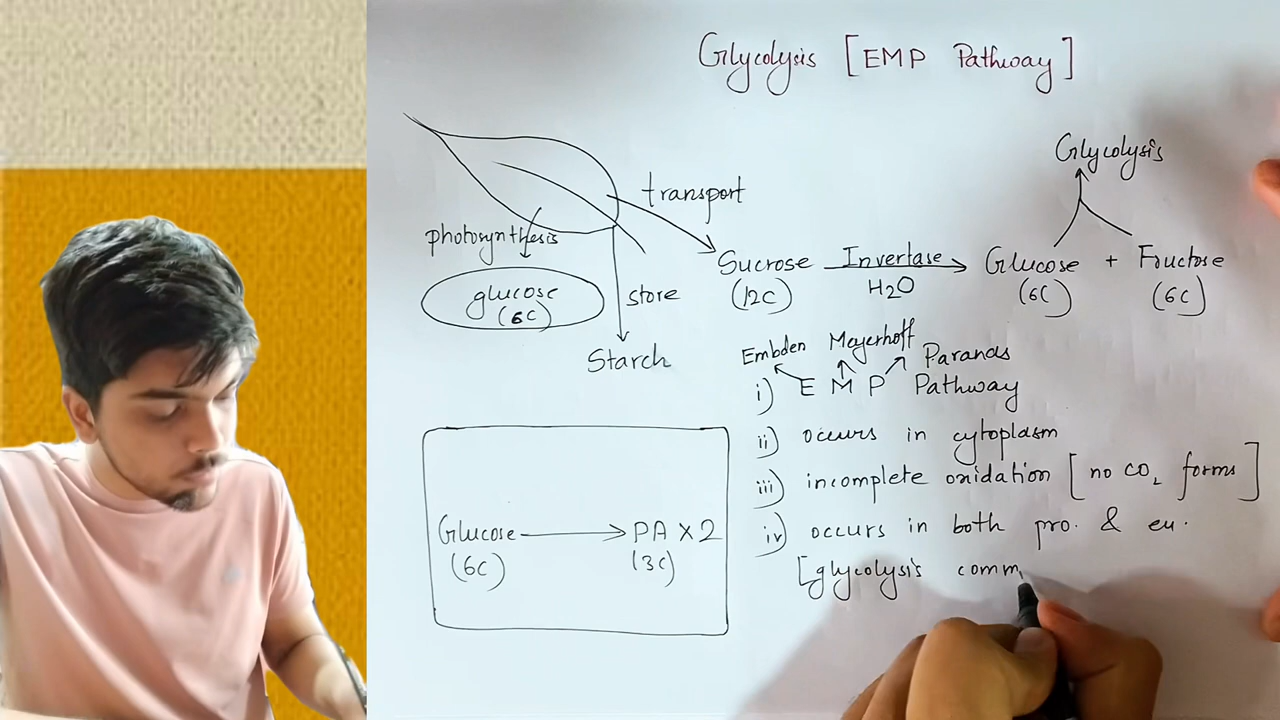 Glycolysis [EMP Pathway]
Glycolysis
transport
photosynthesis
Sucrose Invertase Glucose + Fructose
(12C) H2O (6C) (6C)
glucose
(6C)
store
Starch
Embden Meyerhoff Paranas
i) E M P Pathway
ii) occurs in cytoplasm
iii) incomplete oxidation [no CO2 forms]
iv) occurs in both pro. & eu.
[glycolysis comm
Glucose PA X 2
(6C) (3C)